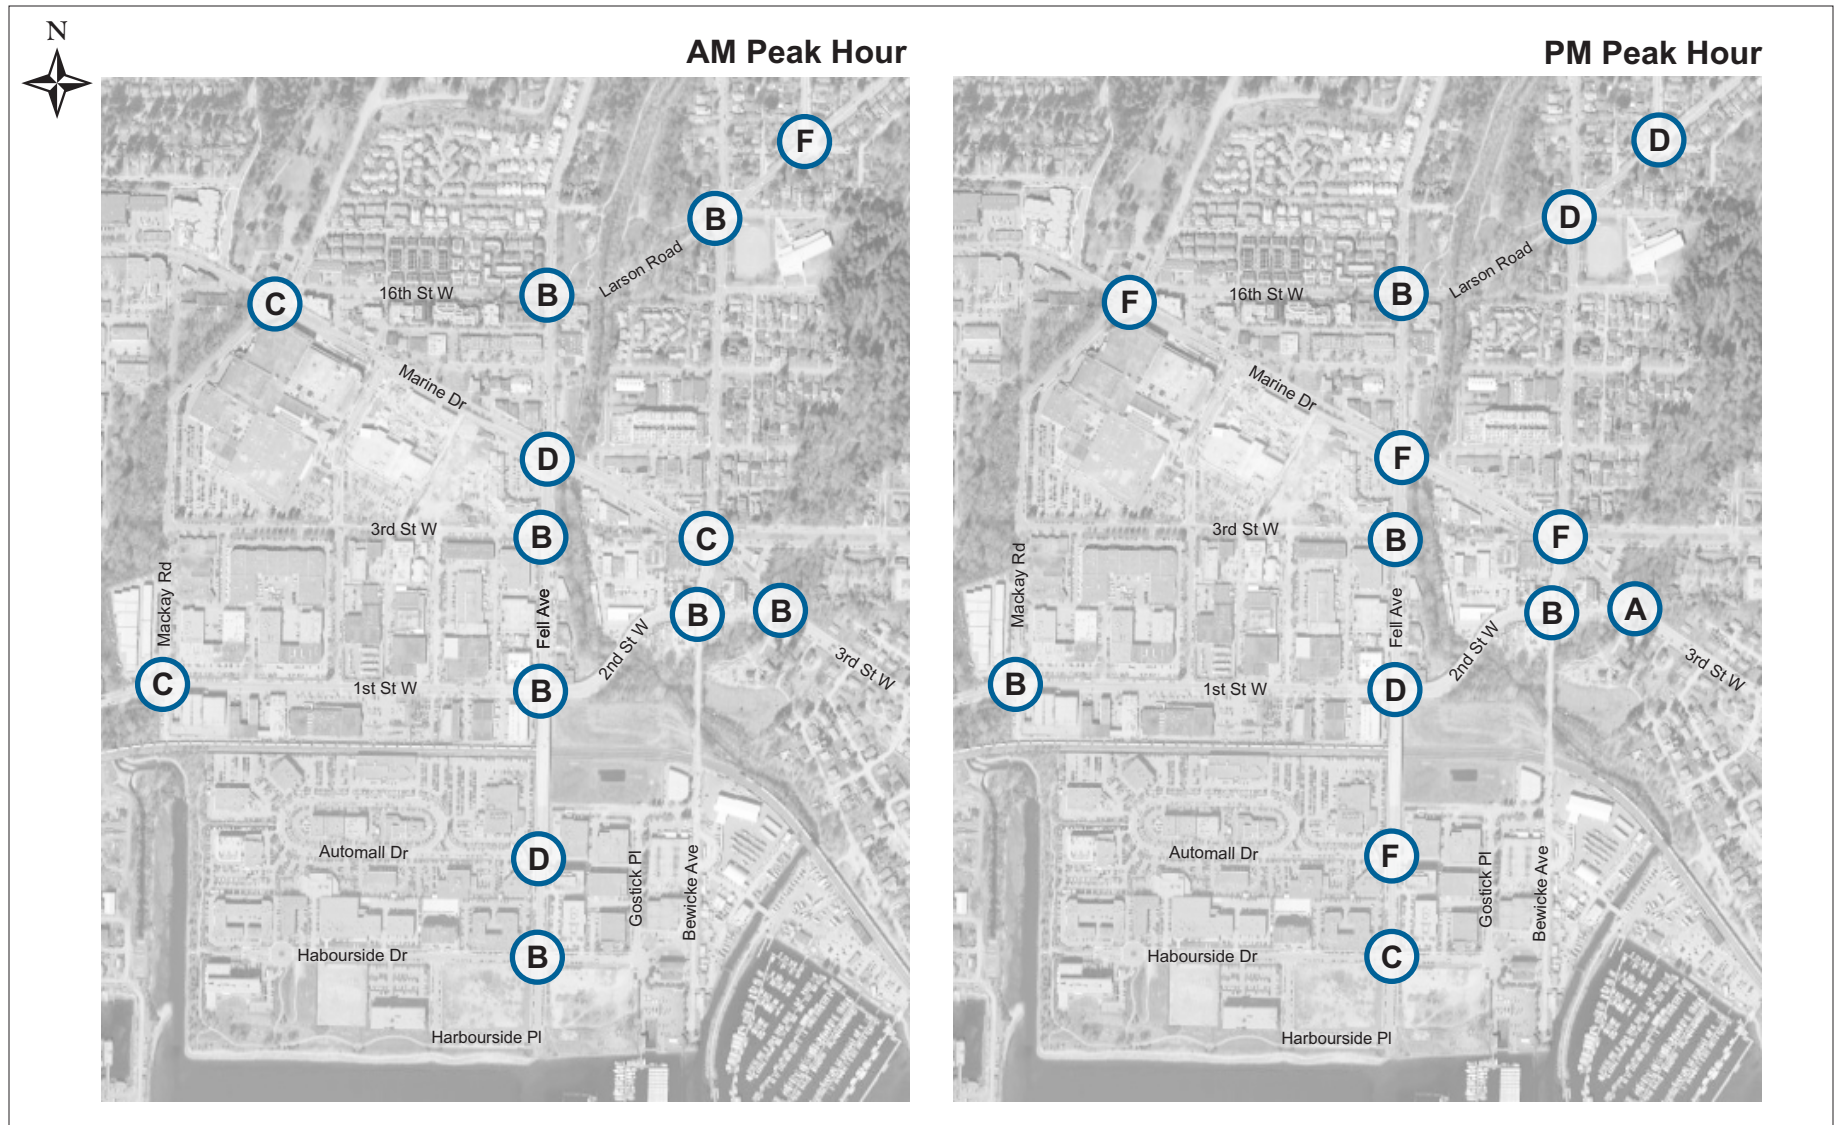 N
AM Peak Hour
PM Peak Hour
F
B
Larson Road
B
16th St W
C
Marine Dr
D
3rd St W
B
C
Mackay Rd
Fell Ave
2nd St W
B
B
3rd St W
C
1st St W
B
Automall Dr
D
Gostick Pl
Bewicke Ave
Habourside Dr
B
Harbourside Pl
D
D
Larson Road
B
16th St W
F
Marine Dr
F
3rd St W
B
F
Mackay Rd
Fell Ave
2nd St W
B
A
3rd St W
B
1st St W
D
Automall Dr
F
Gostick Pl
Bewicke Ave
Habourside Dr
C
Harbourside Pl